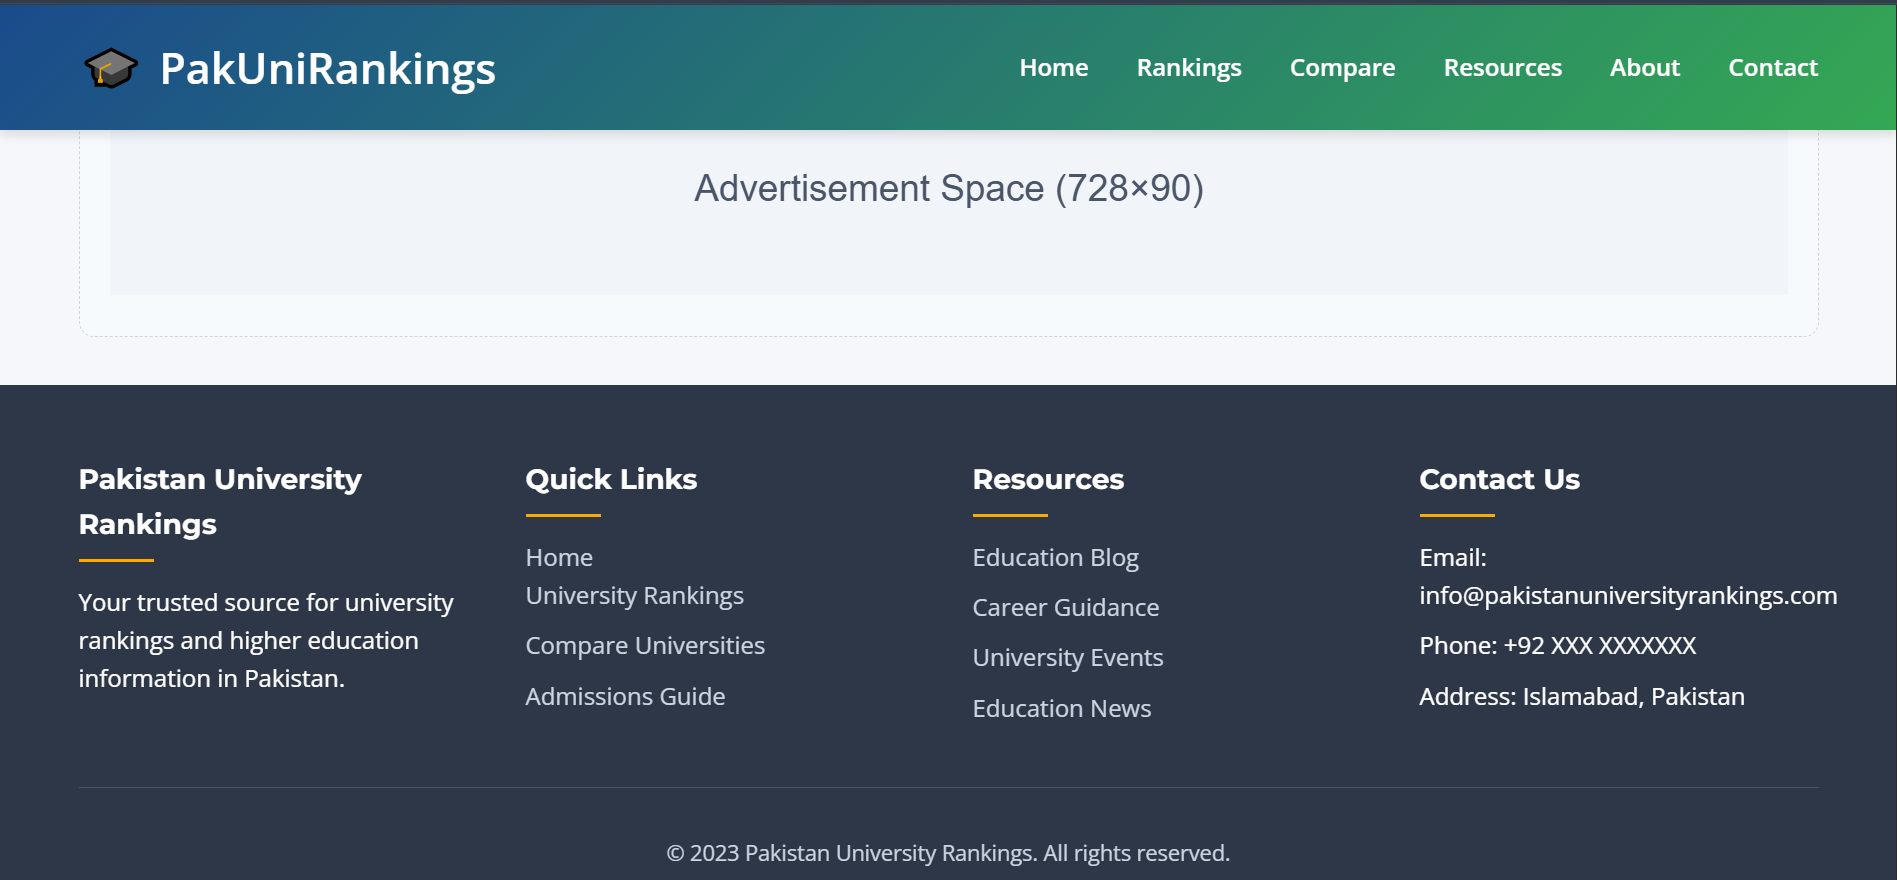 PakUniRankings
Home Rankings Compare Resources About Contact
Advertisement Space (728×90)
Pakistan University
Rankings
Your trusted source for university
rankings and higher education
information in Pakistan.
Quick Links
Home
University Rankings
Compare Universities
Admissions Guide
Resources
Education Blog
Career Guidance
University Events
Education News
Contact Us
Email:
info@pakistanuniversityrankings.com
Phone: +92 XXX XXXXXXX
Address: Islamabad, Pakistan
© 2023 Pakistan University Rankings. All rights reserved.